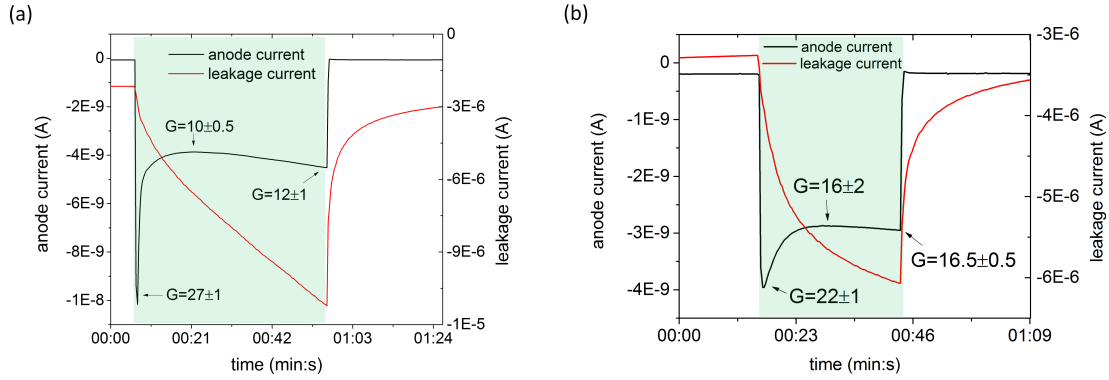 (a)
anode current
leakage current
G=10±0.5
G=12±1
G=27±1
0
-2E-9
-4E-9
-6E-9
-8E-9
-1E-8
anode current (A)
0
-3E-6
-6E-6
-9E-6
-1E-5
leakage current (A)
00:00
00:21
00:42
01:03
01:24
time (min:s)
(b)
anode current
leakage current
G=16±2
G=16.5±0.5
G=22±1
0
-1E-9
-2E-9
-3E-9
-4E-9
anode current (A)
-3E-6
-4E-6
-5E-6
-6E-6
leakage current (A)
00:00
00:23
00:46
01:09
time (min:s)